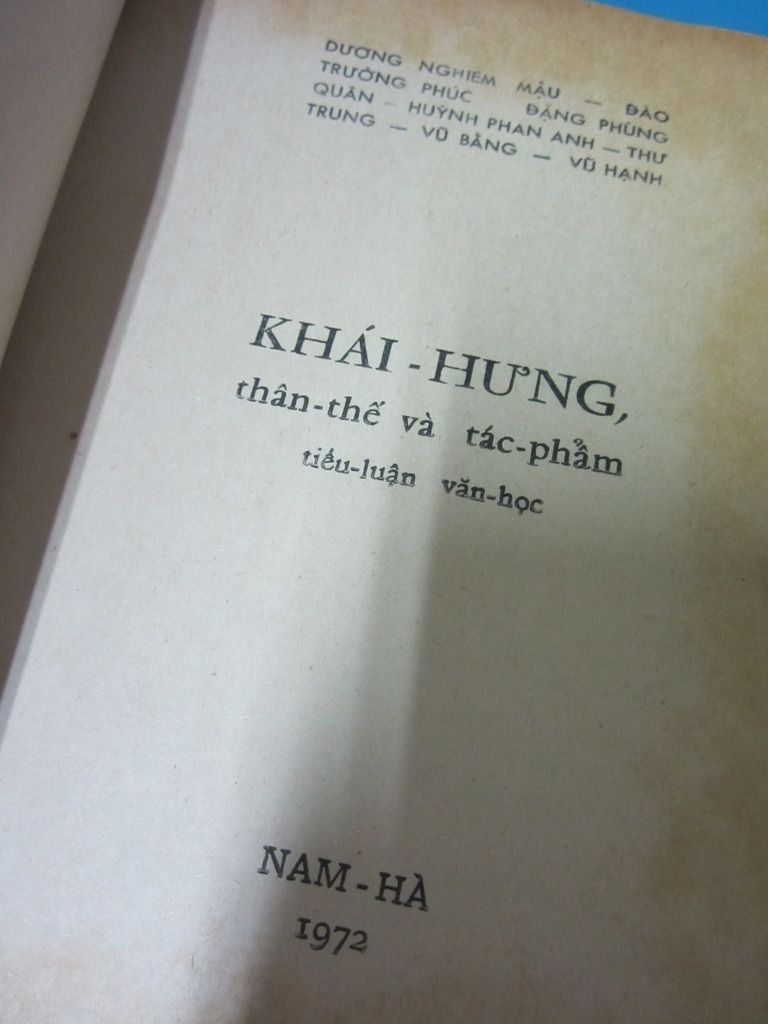 DƯƠNG NGHIỄM MẬU — ĐÀO
TRƯỜNG PHÚC ĐẶNG PHÙNG
QUÂN - HUỲNH PHAN ANH — THƯ
TRUNG — VŨ BẰNG — VŨ HẠNH
KHÁI - HƯNG,
thân-thế và tác-phẩm
tiểu-luận văn-học
NAM - HÀ
1972